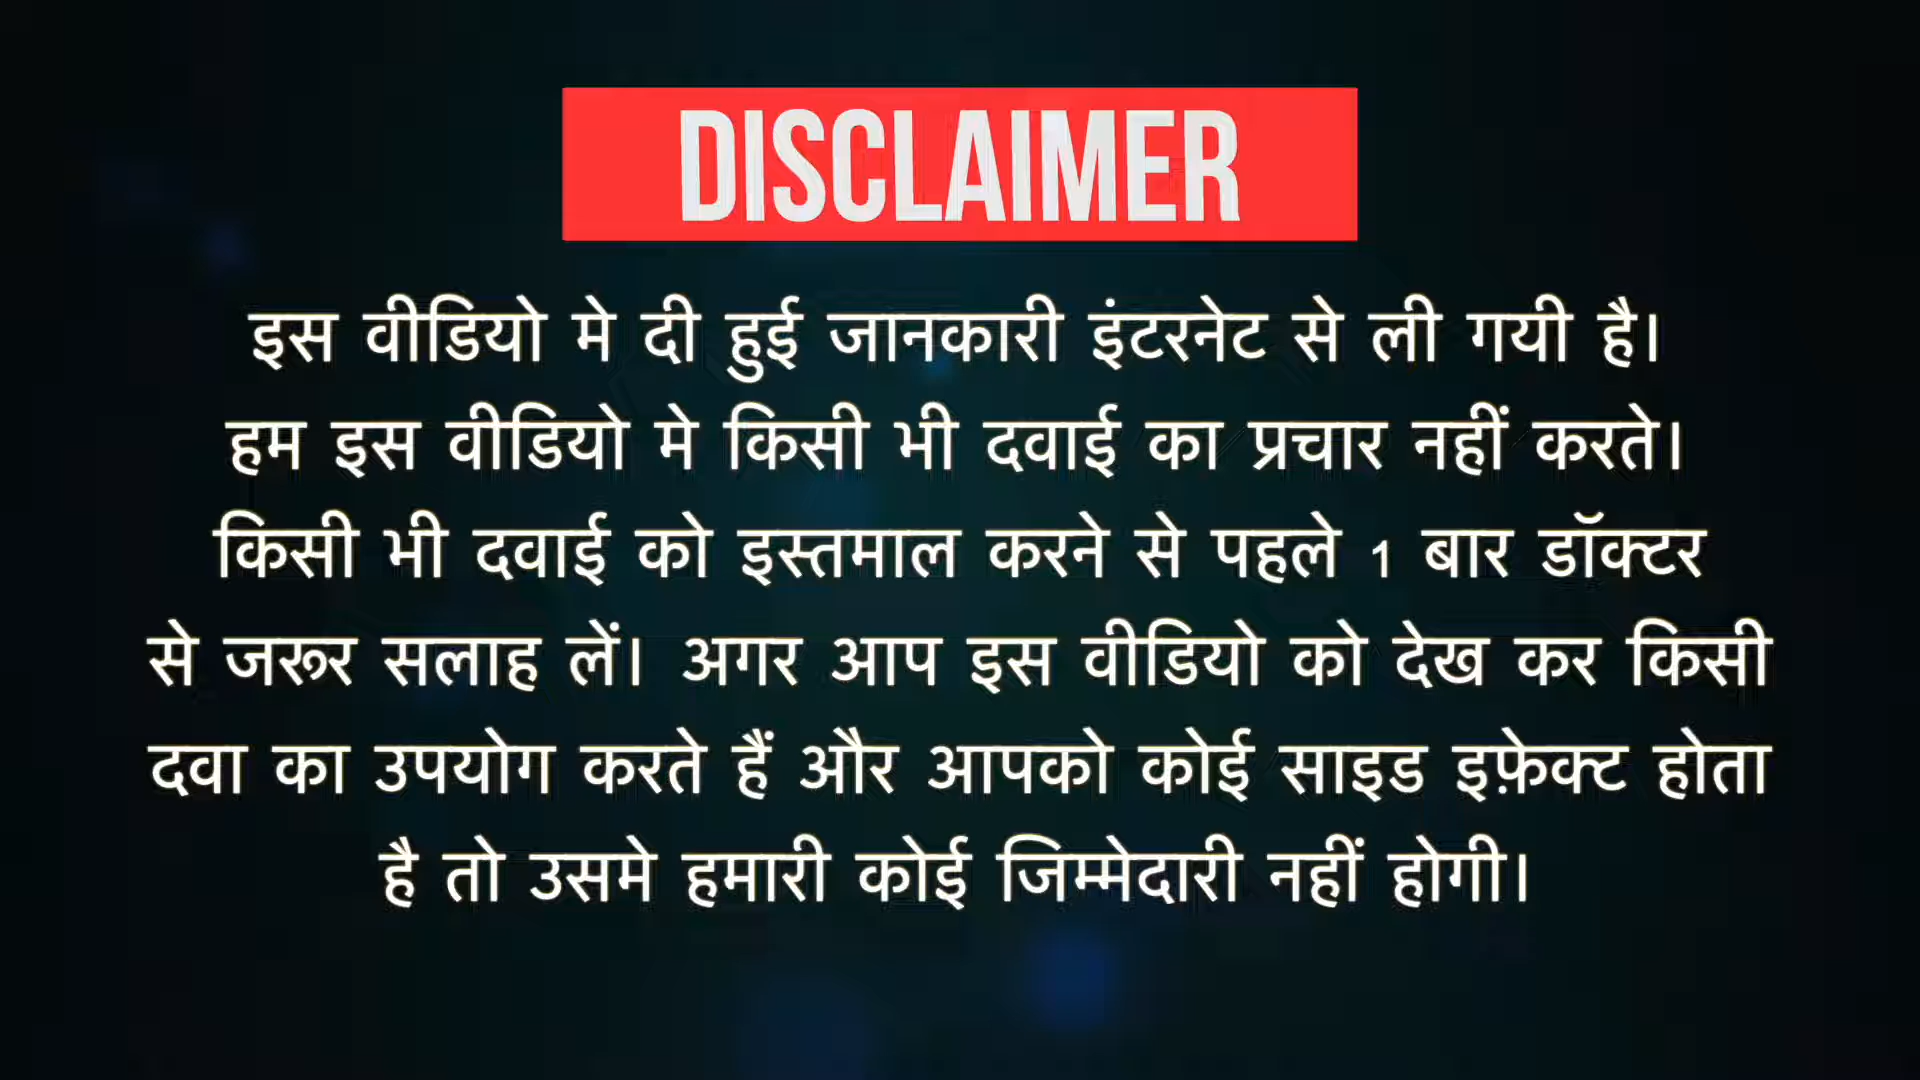 DISCLAIMER
इस वीडियो मे दी हुई जानकारी इंटरनेट से ली गयी है।
हम इस वीडियो मे किसी भी दवाई का प्रचार नहीं करते।
किसी भी दवाई को इस्तमाल करने से पहले 1 बार डॉक्टर
से जरूर सलाह लें। अगर आप इस वीडियो को देख कर किसी
दवा का उपयोग करते हैं और आपको कोई साइड इफ़ेक्ट होता
है तो उसमे हमारी कोई जिम्मेदारी नहीं होगी।